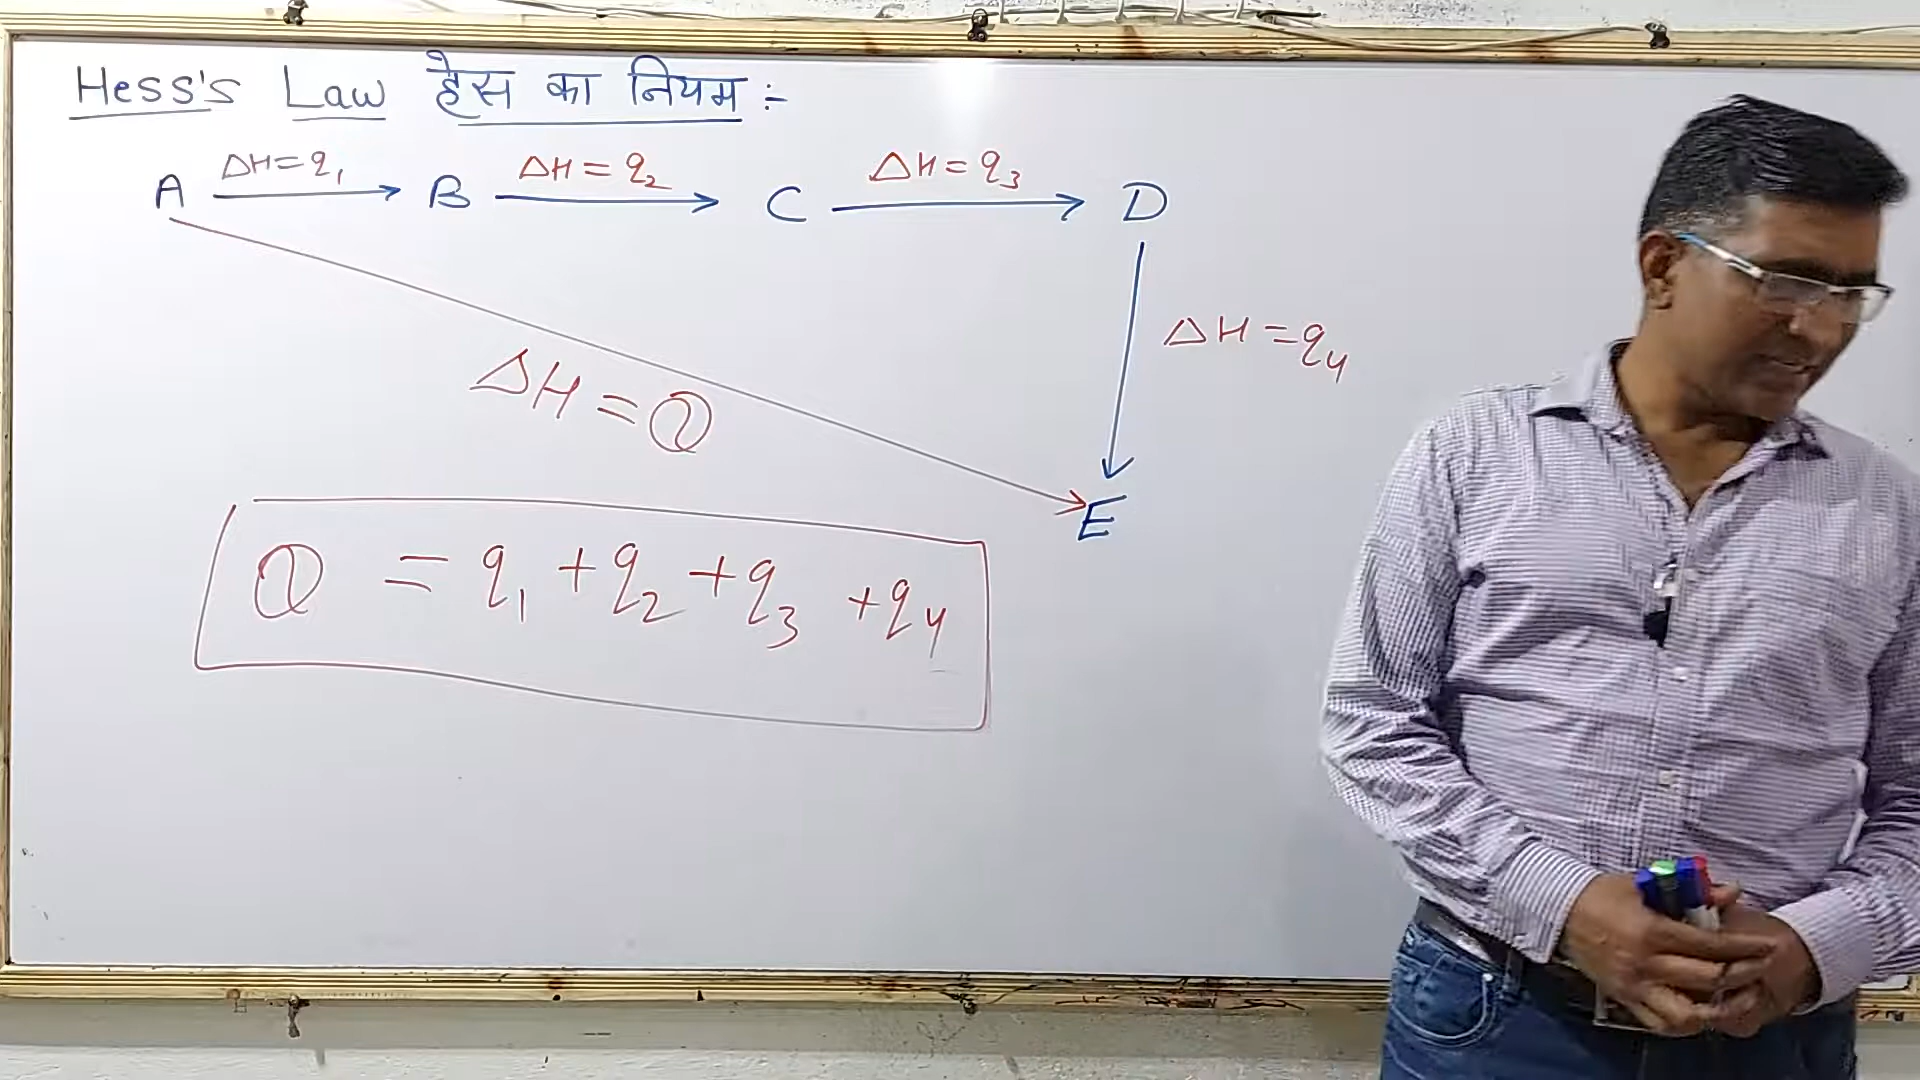 Hess's Law हेस का नियम :-
A ΔH=q₁ → B ΔH=q₂ → C ΔH=q₃ → D
ΔH=q₄
ΔH=Q
E
Q = q₁+q₂+q₃+q₄